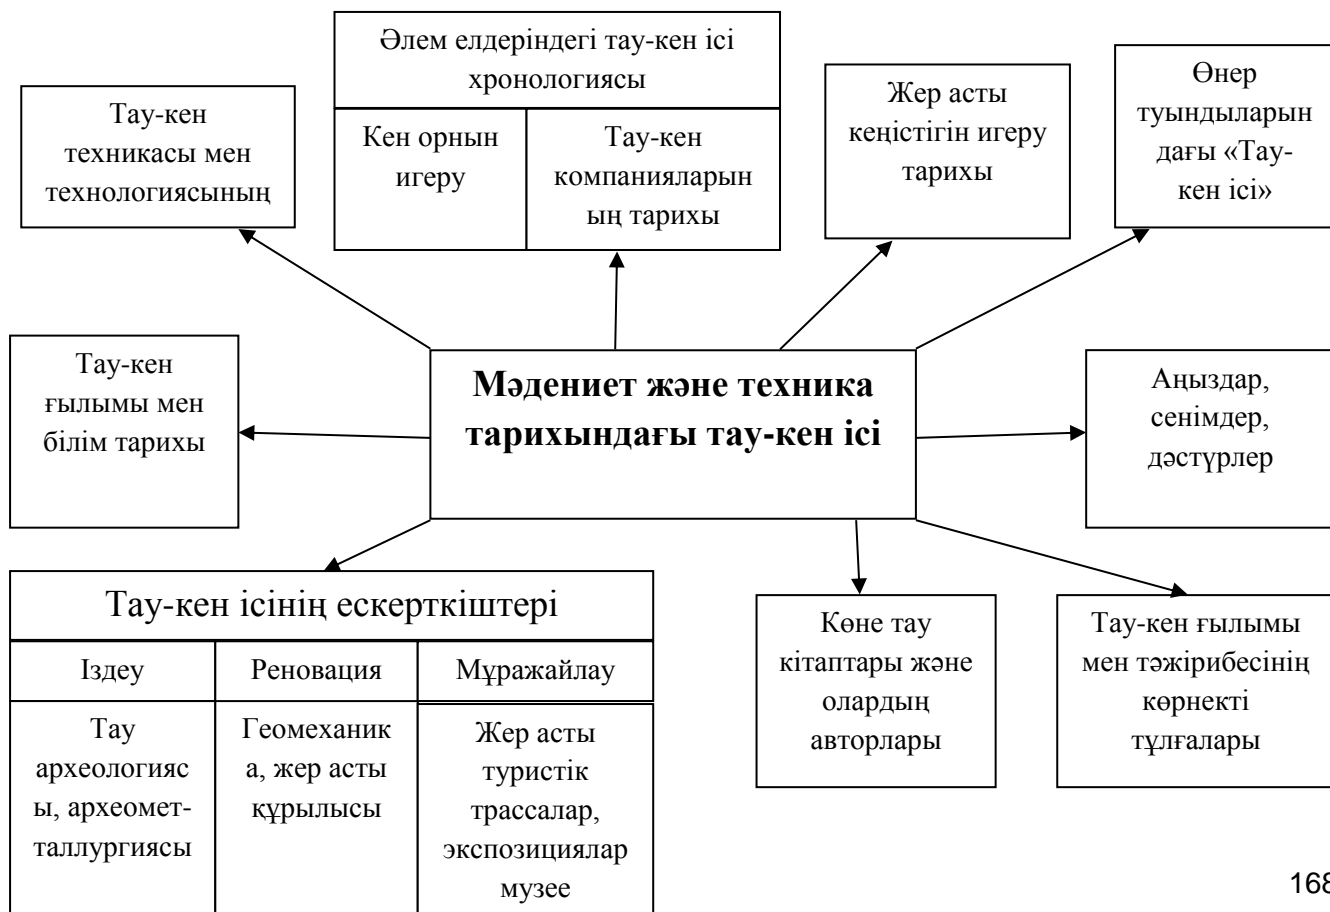 Әлем елдеріндегі тау-кен ісі
хронологиясы
Кен орнын
игеру
Тау-кен
компанияларын
ың тарихы
Тау-кен
техникасы мен
технологиясының
Жер асты
кеңістігін игеру
тарихы
Өнер
туындыларын
дағы «Тау-
кен ісі»
Тау-кен
ғылымы мен
білім тарихы
Мәдениет және техника
тарихындағы тау-кен ісі
Аңыздар,
сенімдер,
дәстүрлер
Тау-кен ісінің ескерткіштері
Іздеу
Реновация
Мұражайлау
Тау
археологияс
ы, археомет-
таллургиясы
Геомеханик
а, жер асты
құрылысы
Жер асты
туристік
трассалар,
экспозициялар
музее
Көне тау
кітаптары және
олардың
авторлары
Тау-кен ғылымы
мен тәжірибесінің
көрнекті
тұлғалары
168